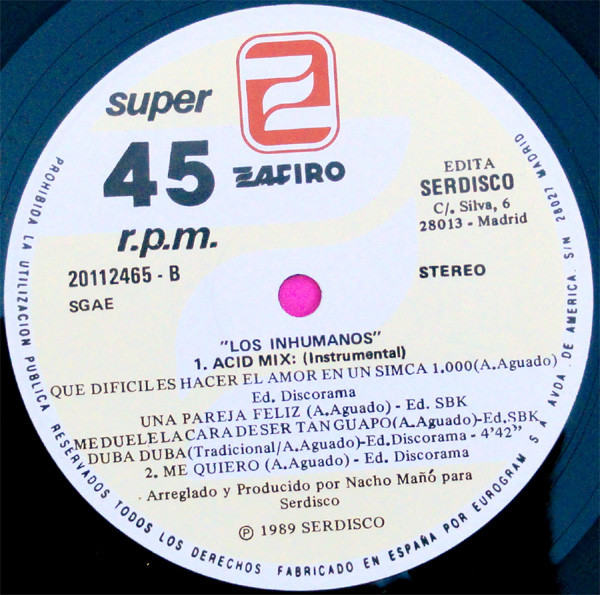 super
45
r.p.m.
ZAFIRO
EDITA
SERDISCO
C/. Silva, 6
28013 - Madrid
20112465 - B
SGAE
STEREO
"LOS INHUMANOS"
1. ACID MIX: (Instrumental)
QUE DIFICIL ES HACER EL AMOR EN UN SIMCA 1.000(A.Aguado)
Ed. Discorama
UNA PAREJA FELIZ (A.Aguado) - Ed. SBK
ME DUELE LA CARA DE SER TAN GUAPO(A.Aguado)-Ed.SBK
DUBA DUBA(Tradicional/A.Aguado)-Ed.Discorama - 4'42"
2. ME QUIERO (A.Aguado) - Ed. Discorama
Arreglado y Producido por Nacho Mañó para
Serdisco
℗ 1989 SERDISCO
PROHIBIDA LA UTILIZACION PUBLICA RESERVADOS TODOS LOS DERECHOS FABRICADO EN ESPAÑA POR EUROGRAM S A AVDA. DE AMERICA. S/N 28027 MADRID